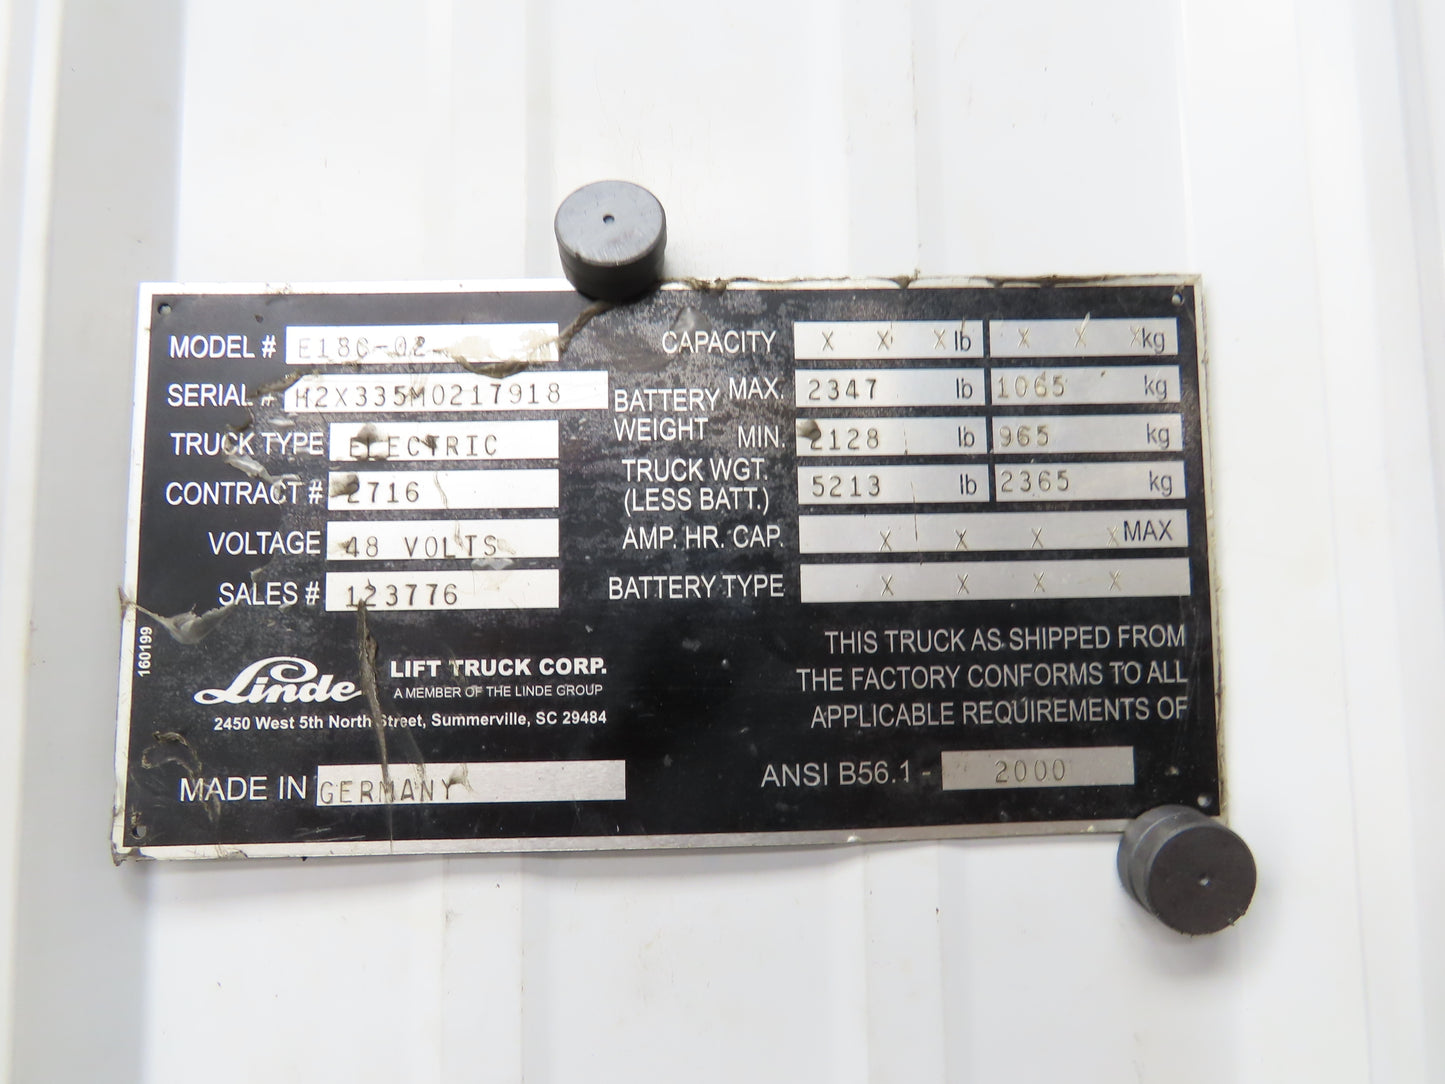 MODEL # E18C-02
SERIAL # H2X335M0217918
TRUCK TYPE ELECTRIC
CONTRACT # 2716
VOLTAGE 48 VOLTS
SALES # 123776
160199
Linde LIFT TRUCK CORP.
A MEMBER OF THE LINDE GROUP
2450 West 5th North Street, Summerville, SC 29484
MADE IN GERMANY
CAPACITY X X X lb X X X kg
BATTERY WEIGHT MAX. 2347 lb 1065 kg
MIN. 2128 lb 965 kg
TRUCK WGT. (LESS BATT.) 5213 lb 2365 kg
AMP. HR. CAP. X X X X MAX
BATTERY TYPE X X X X
THIS TRUCK AS SHIPPED FROM
THE FACTORY CONFORMS TO ALL
APPLICABLE REQUIREMENTS OF
ANSI B56.1 - 2000